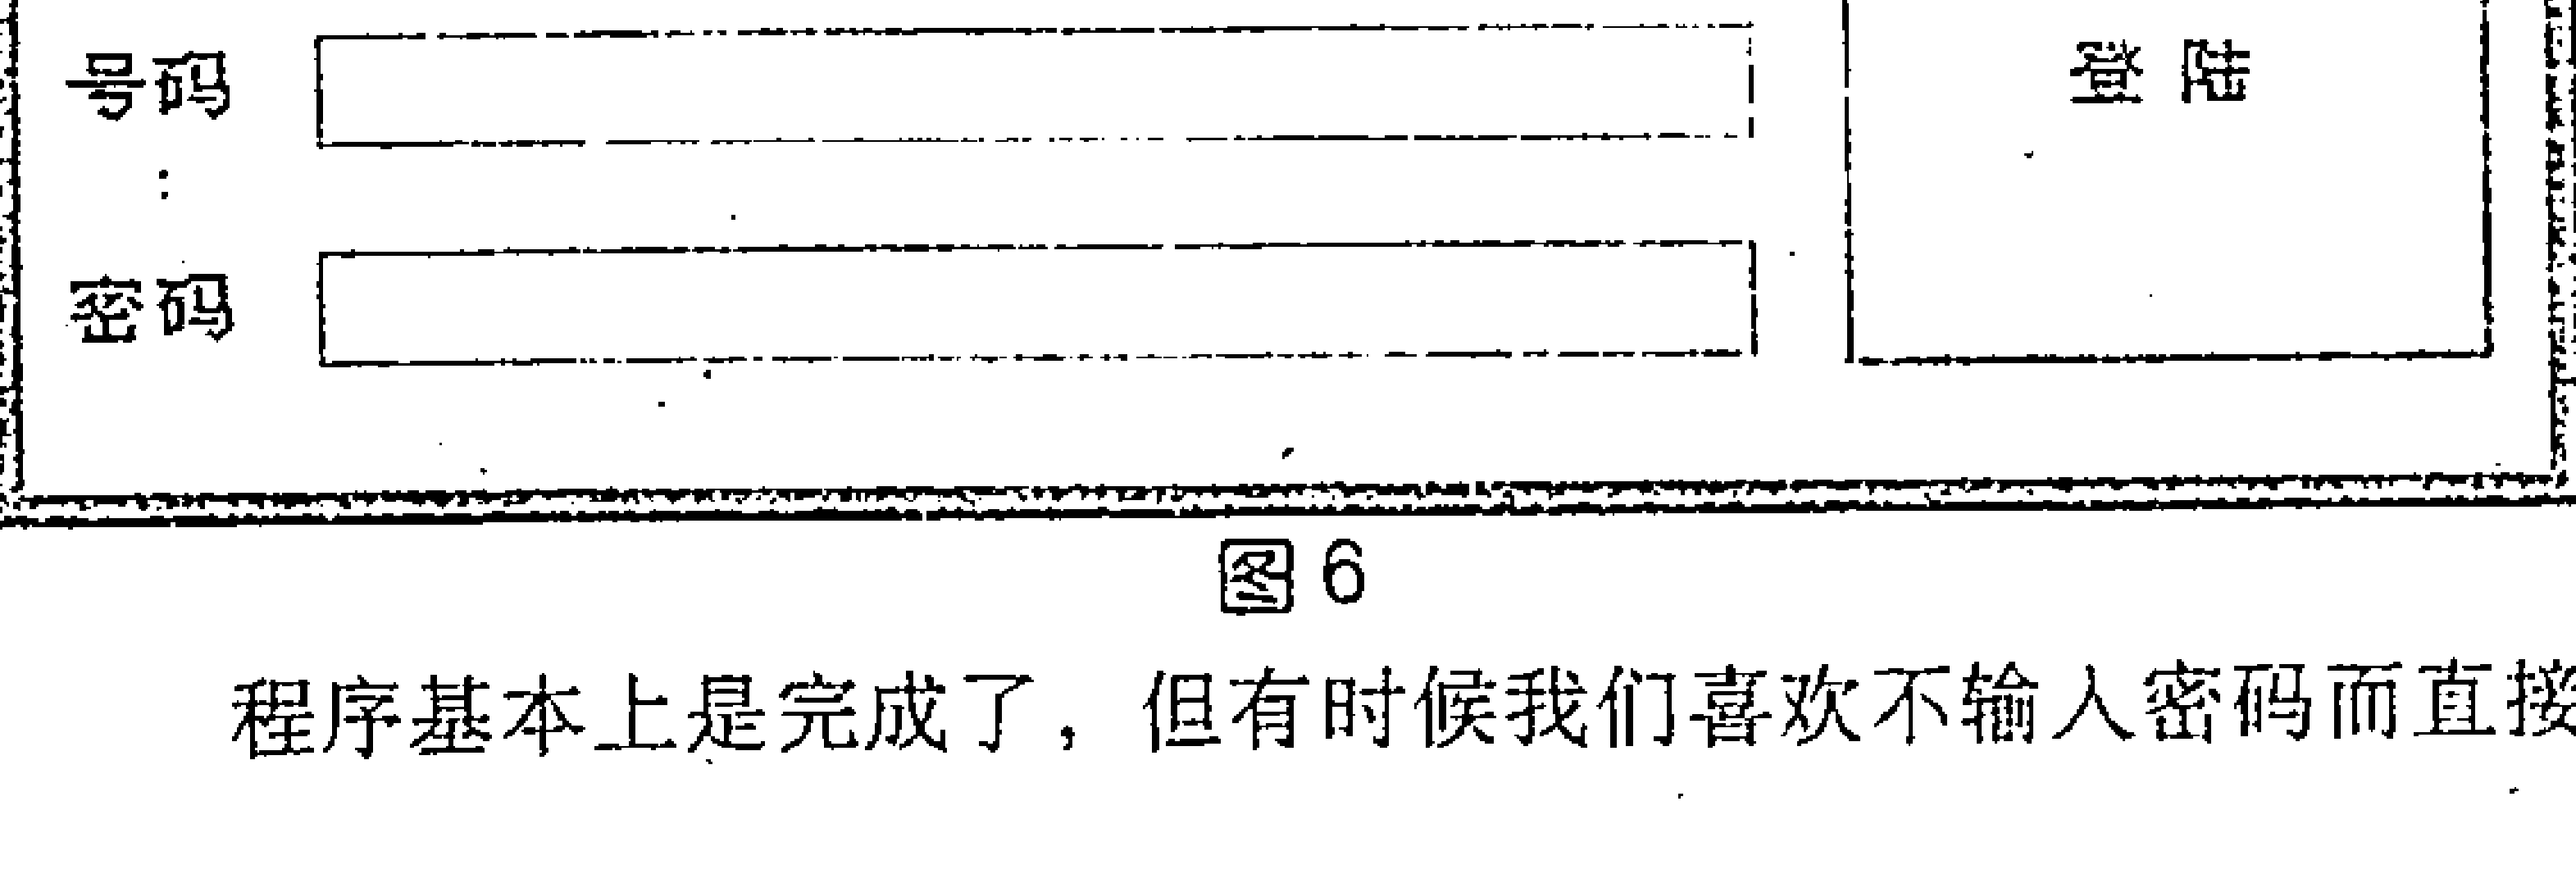 号码 登 陆
:
密码
图 6
程序基本上是完成了，但有时候我们喜欢不输入密码而直接